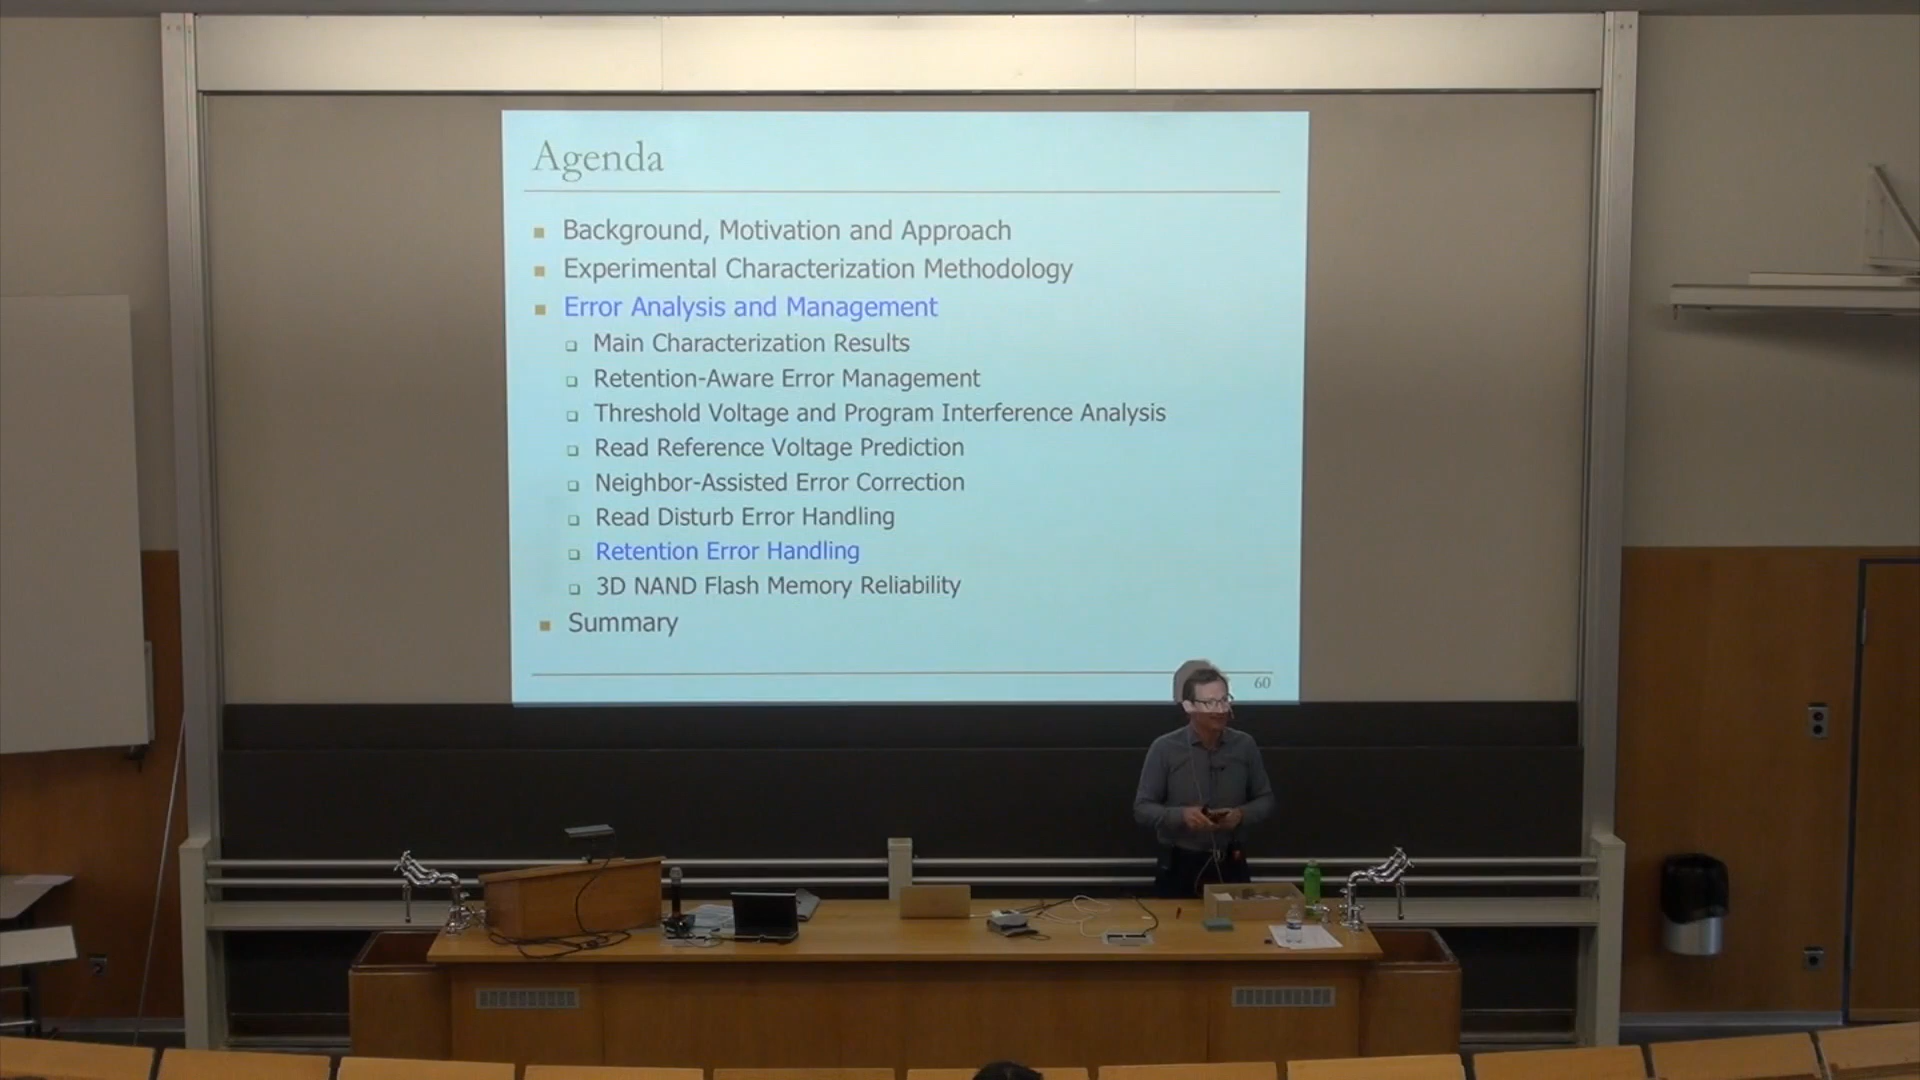 Agenda
Background, Motivation and Approach
Experimental Characterization Methodology
Error Analysis and Management
Main Characterization Results
Retention-Aware Error Management
Threshold Voltage and Program Interference Analysis
Read Reference Voltage Prediction
Neighbor-Assisted Error Correction
Read Disturb Error Handling
Retention Error Handling
3D NAND Flash Memory Reliability
Summary
60